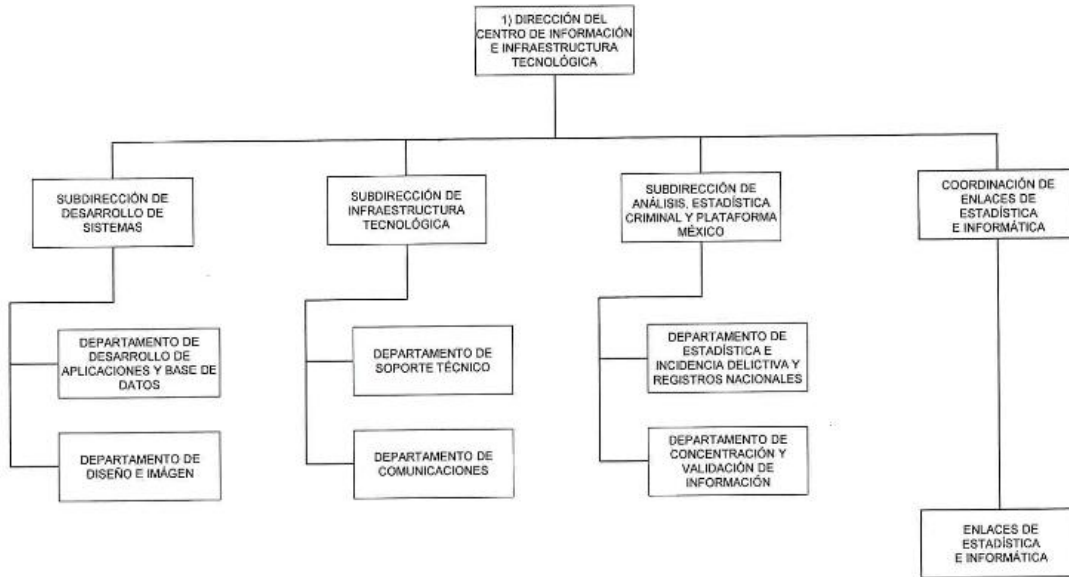 1) DIRECCIÓN DEL
CENTRO DE INFORMACIÓN
E INFRAESTRUCTURA
TECNOLÓGICA
SUBDIRECCIÓN DE
DESARROLLO DE
SISTEMAS
SUBDIRECCIÓN DE
INFRAESTRUCTURA
TECNOLÓGICA
SUBDIRECCIÓN DE
ANÁLISIS, ESTADÍSTICA
CRIMINAL Y PLATAFORMA
MÉXICO
COORDINACIÓN DE
ENLACES DE
ESTADÍSTICA
E INFORMÁTICA
DEPARTAMENTO DE
DESARROLLO DE
APLICACIONES Y BASE DE
DATOS
DEPARTAMENTO DE
SOPORTE TÉCNICO
DEPARTAMENTO DE
ESTADÍSTICA E
INCIDENCIA DELICTIVA Y
REGISTROS NACIONALES
DEPARTAMENTO DE
DISEÑO E IMÁGEN
DEPARTAMENTO DE
COMUNICACIONES
DEPARTAMENTO DE
CONCENTRACIÓN Y
VALIDACIÓN DE
INFORMACIÓN
ENLACES DE
ESTADÍSTICA
E INFORMÁTICA